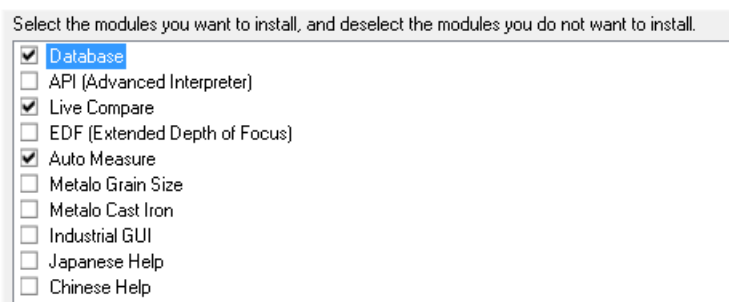 Select the modules you want to install, and deselect the modules you do not want to install.
Database
API (Advanced Interpreter)
Live Compare
EDF (Extended Depth of Focus)
Auto Measure
Metalo Grain Size
Metalo Cast Iron
Industrial GUI
Japanese Help
Chinese Help